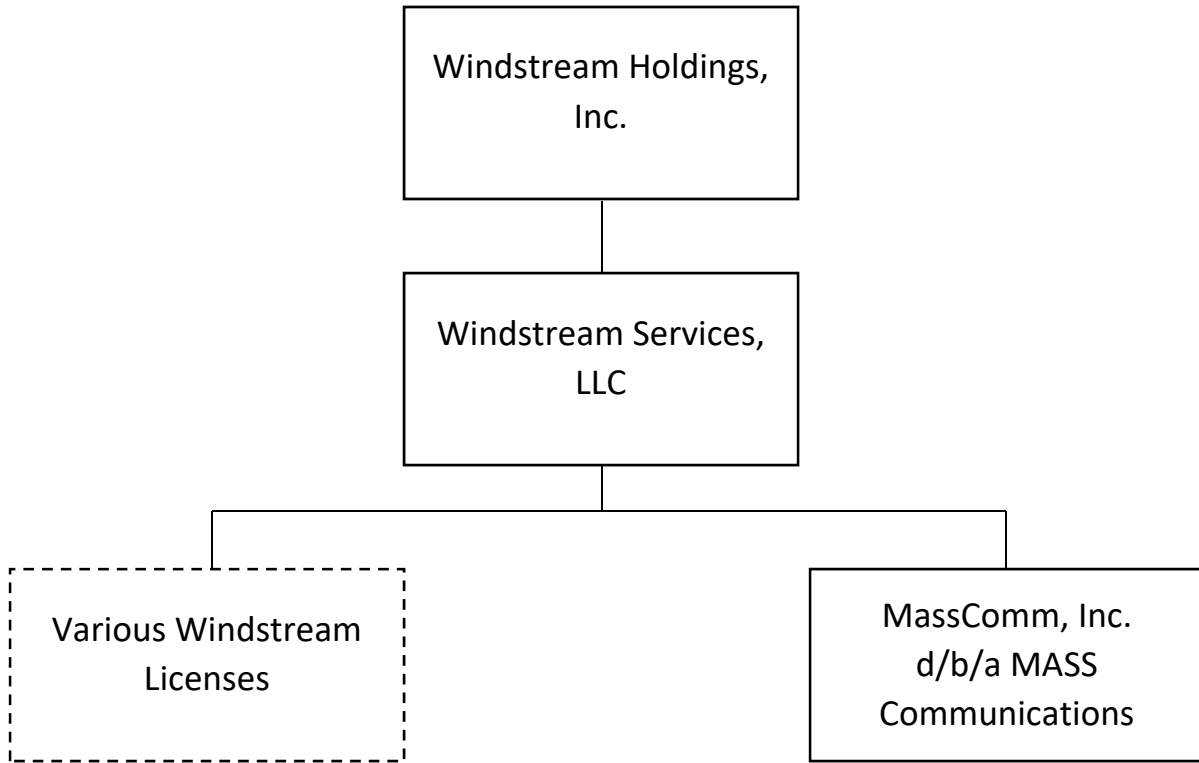 Windstream Holdings,
Inc.
Windstream Services,
LLC
Various Windstream
Licenses
MassComm, Inc.
d/b/a MASS
Communications